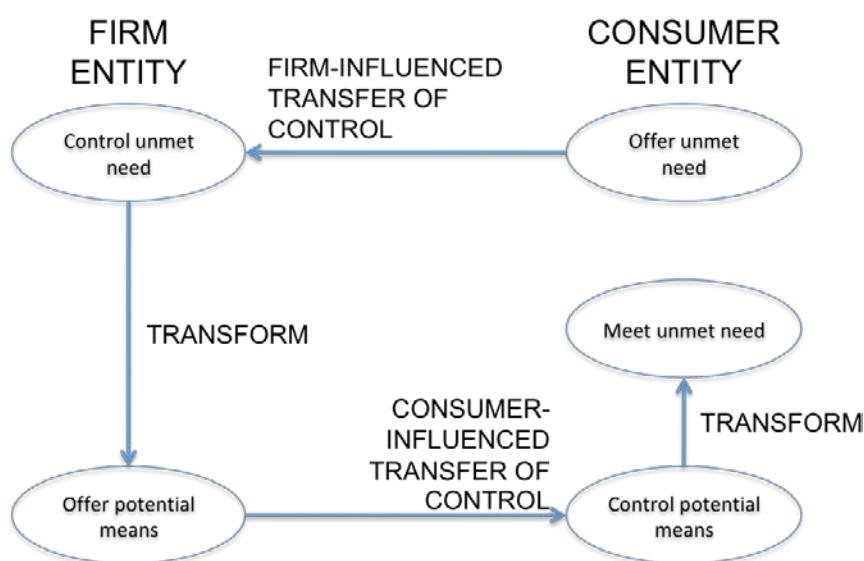 FIRM
ENTITY
CONSUMER
ENTITY
FIRM-INFLUENCED
TRANSFER OF
CONTROL
Control unmet
need
Offer unmet
need
TRANSFORM
Meet unmet need
CONSUMER-
INFLUENCED
TRANSFER OF
CONTROL
TRANSFORM
Offer potential
means
Control potential
means